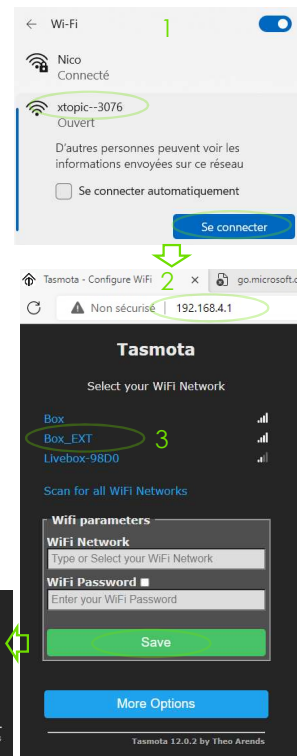 Wi-Fi
1
Nico
Connecté
xtopic--3076
Ouvert
D'autres personnes peuvent voir les
informations envoyées sur ce réseau
Se connecter automatiquement
Se connecter
Tasmota - Configure WiFi
2
go.microsoft.c
Non sécurisé
192.168.4.1
Tasmota
Select your WiFi Network
Box
Box_EXT
3
Livebox-98D0
Scan for all WiFi Networks
Wifi parameters
WiFi Network
Type or Select your WiFi Network
WiFi Password
Enter your WiFi Password
Save
More Options
s
Tasmota 12.0.2 by Theo Arends